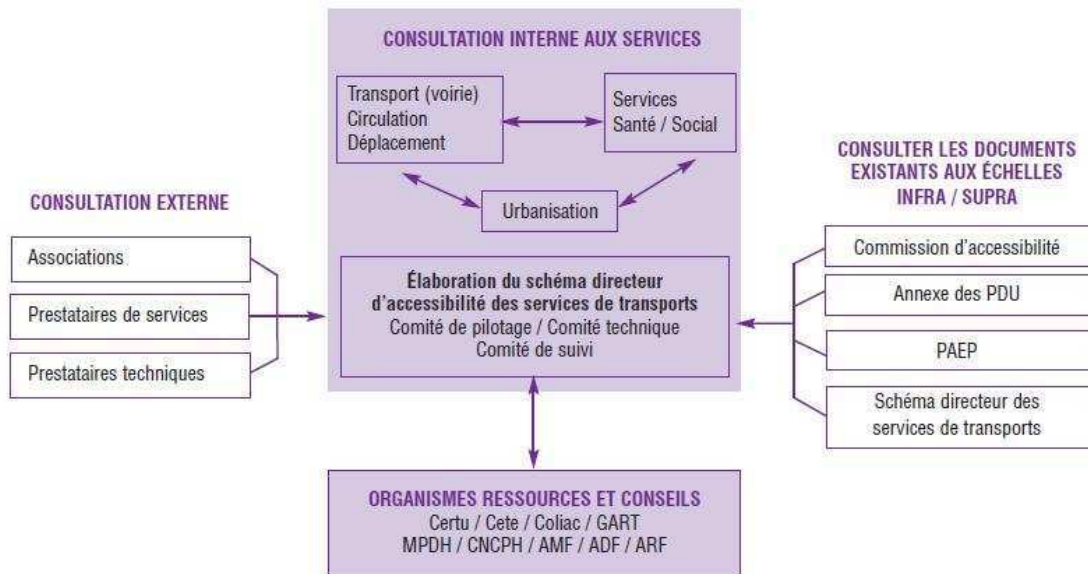 CONSULTATION INTERNE AUX SERVICES
Transport (voirie)
Circulation
Déplacement
Services
Santé / Social
Urbanisation
Élaboration du schéma directeur
d'accessibilité des services de transports
Comité de pilotage / Comité technique
Comité de suivi
CONSULTATION EXTERNE
Associations
Prestataires de services
Prestataires techniques
CONSULTER LES DOCUMENTS
EXISTANTS AUX ÉCHELLES
INFRA / SUPRA
Commission d'accessibilité
Annexe des PDU
PAEP
Schéma directeur des
services de transports
ORGANISMES RESSOURCES ET CONSEILS
Certu / Cete / Coliac / GART
MPDH / CNCPH / AMF / ADF / ARF